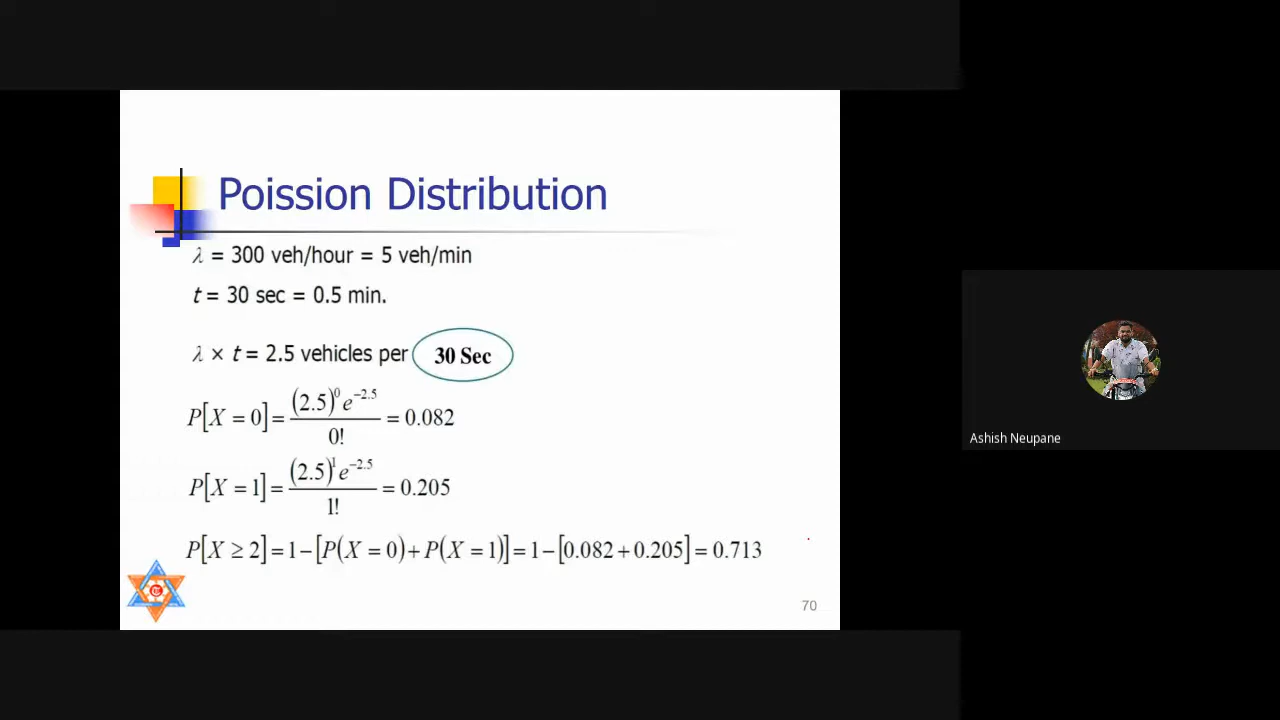 Poission Distribution
λ = 300 veh/hour = 5 veh/min
t = 30 sec = 0.5 min.
λ × t = 2.5 vehicles per 30 Sec
P[X = 0] = (2.5)^0 e^−2.5 / 0! = 0.082
P[X = 1] = (2.5)^1 e^−2.5 / 1! = 0.205
P[X ≥ 2] = 1 − [P(X = 0) + P(X = 1)] = 1 − [0.082 + 0.205] = 0.713
70
Ashish Neupane